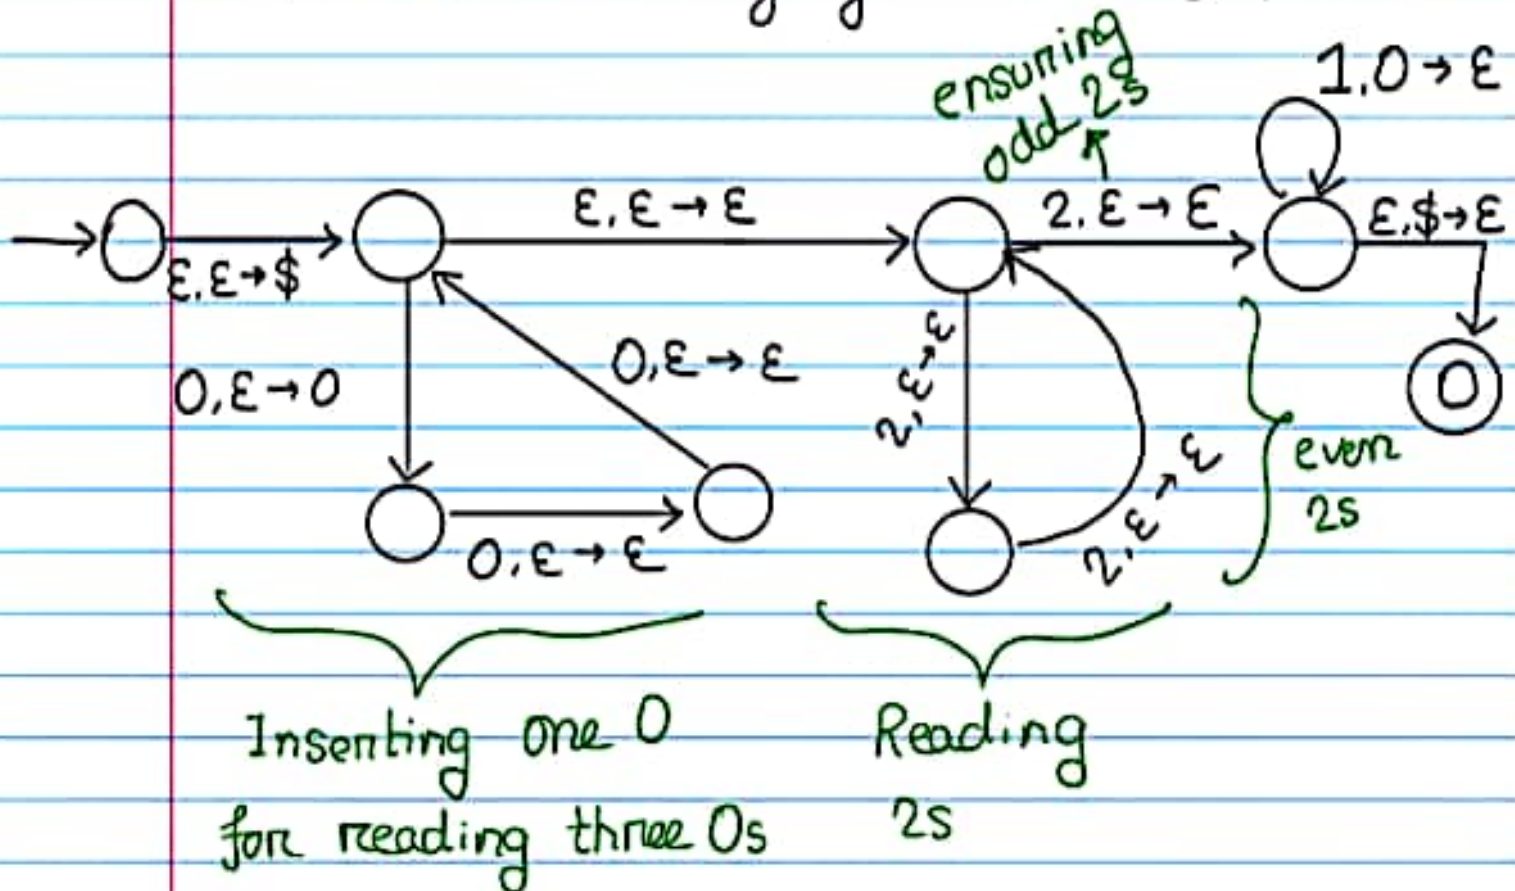 ensuring
odd 2s
1,0→ε
ε,ε→ε
2,ε→ε
ε,$→ε
ε,ε→$
0,ε→0
0,ε→ε
2,ε→ε
0
0,ε→ε
2,ε→ε
even
2s
Inserting one 0
for reading three 0s
Reading
2s